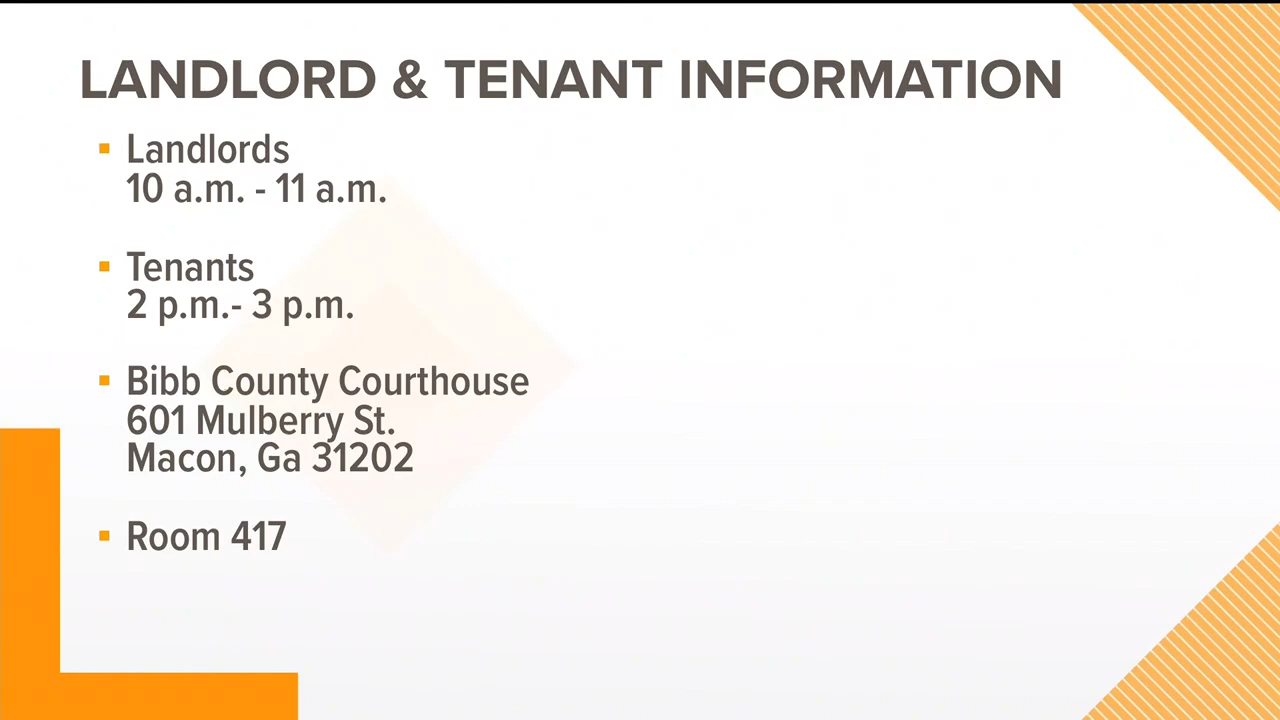 LANDLORD & TENANT INFORMATION
▪ Landlords
10 a.m. - 11 a.m.
▪ Tenants
2 p.m.- 3 p.m.
▪ Bibb County Courthouse
601 Mulberry St.
Macon, Ga 31202
▪ Room 417